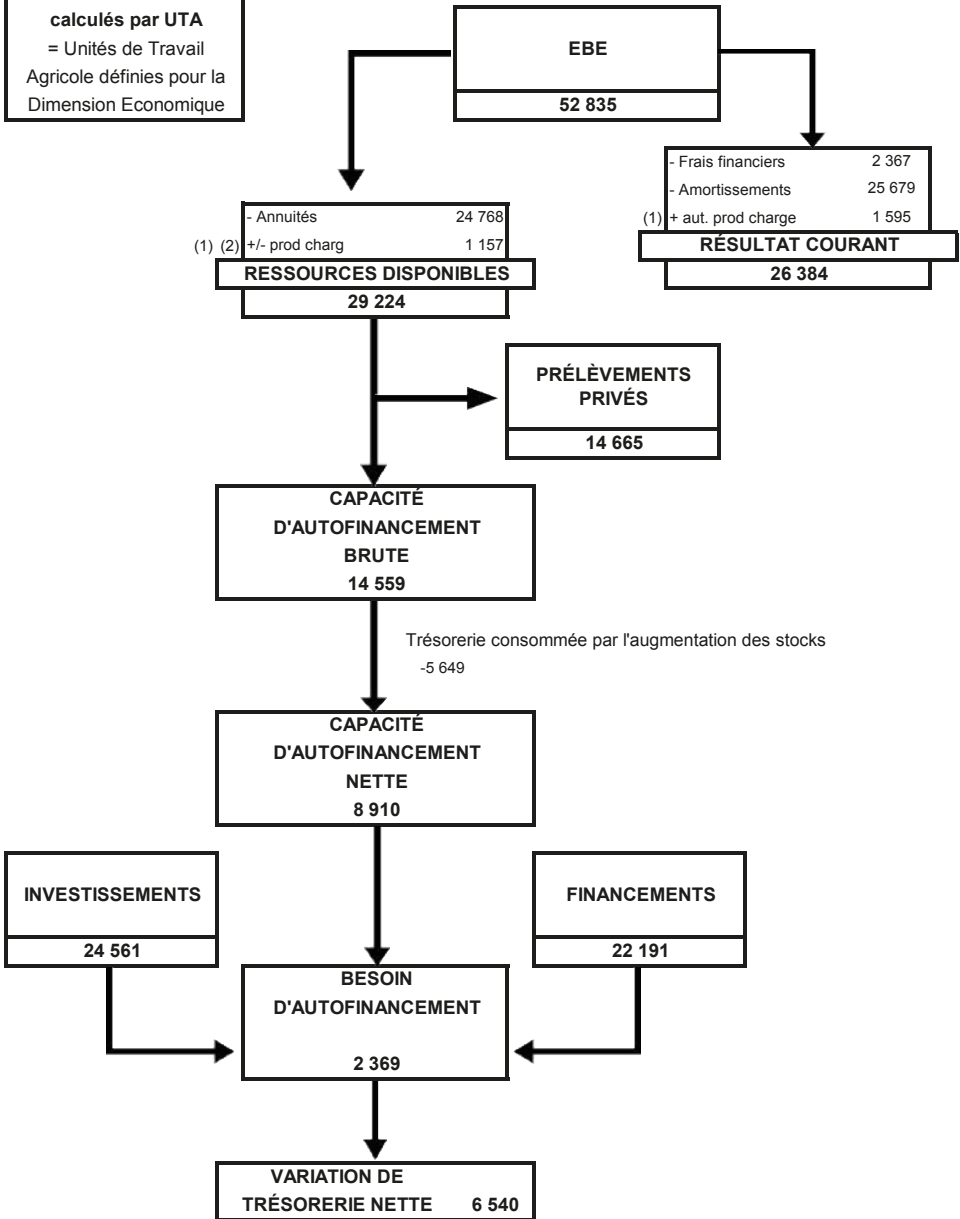 calculés par UTA
= Unités de Travail
Agricole définies pour la
Dimension Economique
EBE
52 835
- Frais financiers 2 367
- Amortissements 25 679
(1) + aut. prod charge 1 595
RÉSULTAT COURANT
26 384
- Annuités 24 768
(1) (2) +/- prod charg 1 157
RESSOURCES DISPONIBLES
29 224
PRÉLÈVEMENTS
PRIVÉS
14 665
CAPACITÉ
D'AUTOFINANCEMENT
BRUTE
14 559
Trésorerie consommée par l'augmentation des stocks
-5 649
CAPACITÉ
D'AUTOFINANCEMENT
NETTE
8 910
INVESTISSEMENTS
24 561
FINANCEMENTS
22 191
BESOIN
D'AUTOFINANCEMENT
2 369
VARIATION DE
TRÉSORERIE NETTE 6 540